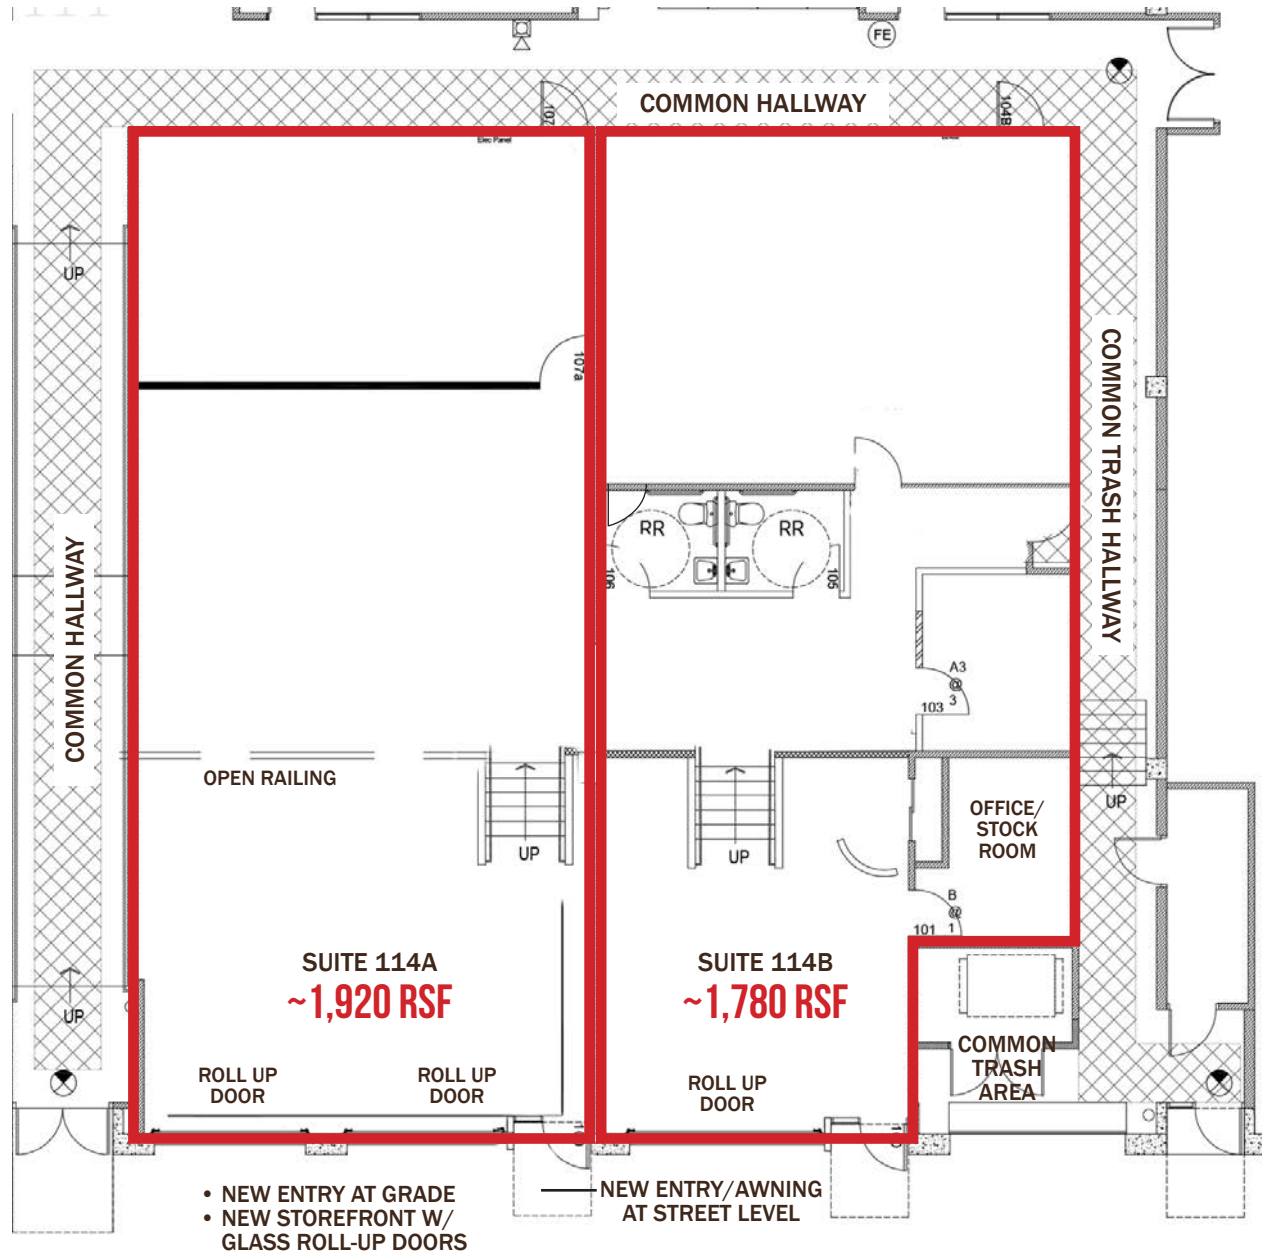 FE
COMMON HALLWAY
107
104B
Elec Panel
UP
107a
COMMON TRASH HALLWAY
RR
RR
106
105
COMMON HALLWAY
A3
@
3
103
OPEN RAILING
UP
UP
UP
OFFICE/
STOCK
ROOM
B
@
1
101
SUITE 114A
~1,920 RSF
SUITE 114B
~1,780 RSF
UP
COMMON
TRASH
AREA
ROLL UP
DOOR
ROLL UP
DOOR
ROLL UP
DOOR
• NEW ENTRY AT GRADE
• NEW STOREFRONT W/
GLASS ROLL-UP DOORS
NEW ENTRY/AWNING
AT STREET LEVEL